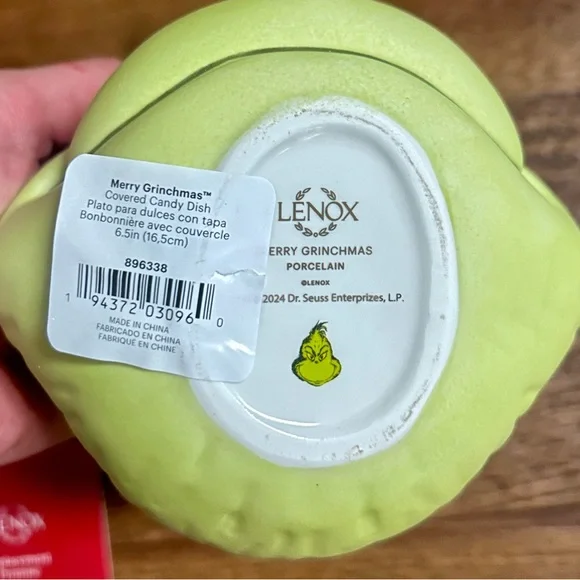 Merry Grinchmas™
Covered Candy Dish
Plato para dulces con tapa
Bonbonnière avec couvercle
6.5in (16,5cm)
896338
1 94372 03096 0
MADE IN CHINA
FABRICADO EN CHINA
FABRIQUE EN CHINE
LENOX
ERRY GRINCHMAS
PORCELAIN
©LENOX
2024 Dr. Seuss Enterprizes, L.P.
LENOX